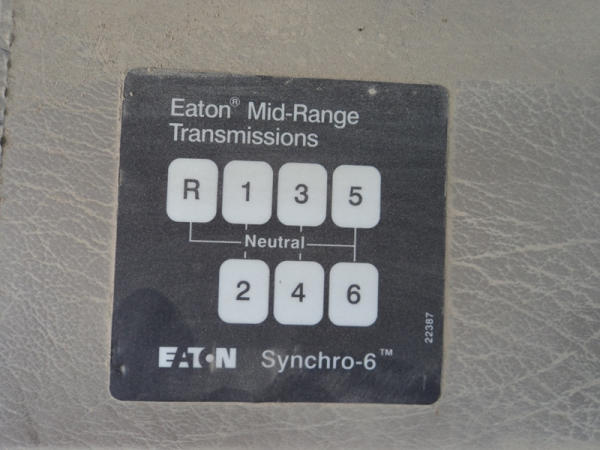 Eaton® Mid-Range
Transmissions
R 1 3 5
Neutral
2 4 6
22387
EATON Synchro-6™